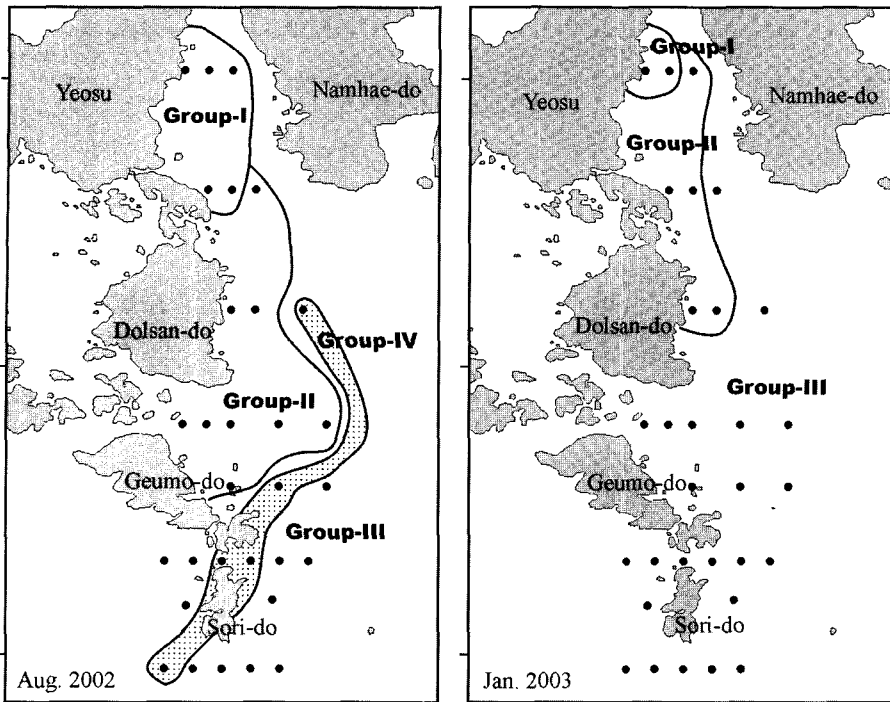 Yeosu
Namhae-do
Group-I
Dolsan-do
Group-IV
Group-II
Geumo-do
Group-III
Sori-do
Aug. 2002
Group-I
Yeosu
Namhae-do
Group-II
Dolsan-do
Group-III
Geumo-do
Sori-do
Jan. 2003